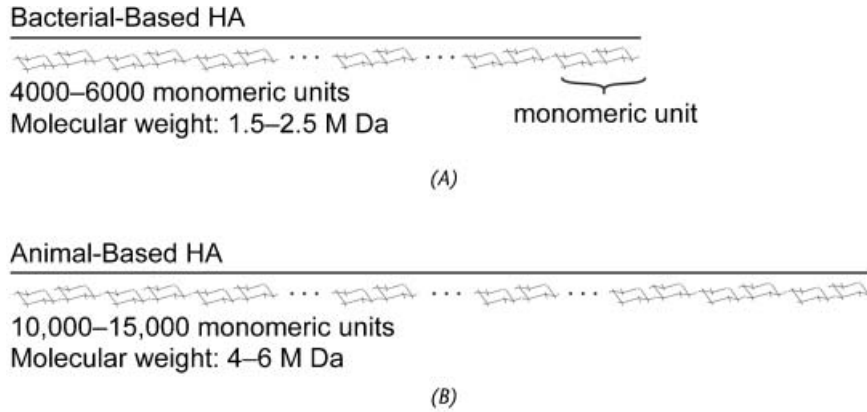 Bacterial-Based HA
... ...
4000–6000 monomeric units
Molecular weight: 1.5–2.5 M Da
monomeric unit
(A)
Animal-Based HA
... ... ...
10,000–15,000 monomeric units
Molecular weight: 4–6 M Da
(B)